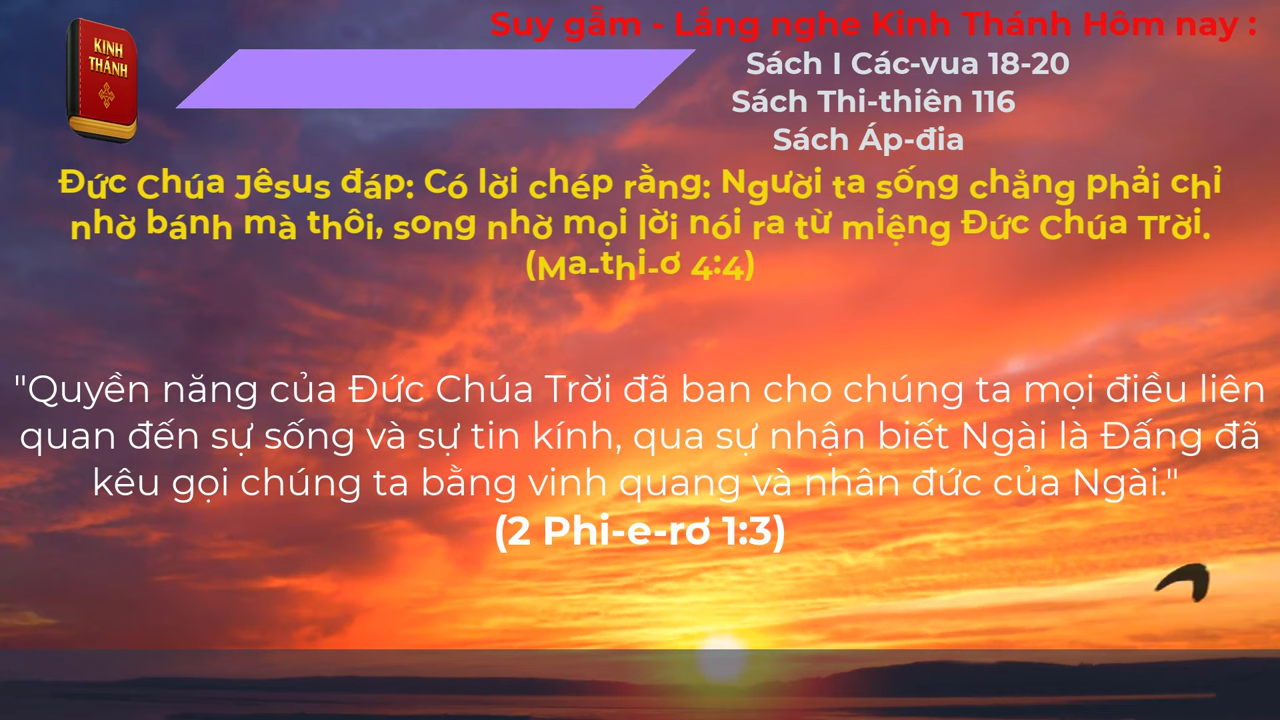 KINH
THÁNH
Suy gẫm - Lắng nghe Kinh Thánh Hôm nay :
Sách I Các-vua 18-20
Sách Thi-thiên 116
Sách Áp-đia
Đức Chúa Jêsus đáp: Có lời chép rằng: Người ta sống chẳng phải chỉ
nhờ bánh mà thôi, song nhờ mọi lời nói ra từ miệng Đức Chúa Trời.
(Ma-thi-ơ 4:4)
"Quyền năng của Đức Chúa Trời đã ban cho chúng ta mọi điều liên
quan đến sự sống và sự tin kính, qua sự nhận biết Ngài là Đấng đã
kêu gọi chúng ta bằng vinh quang và nhân đức của Ngài."
(2 Phi-e-rơ 1:3)